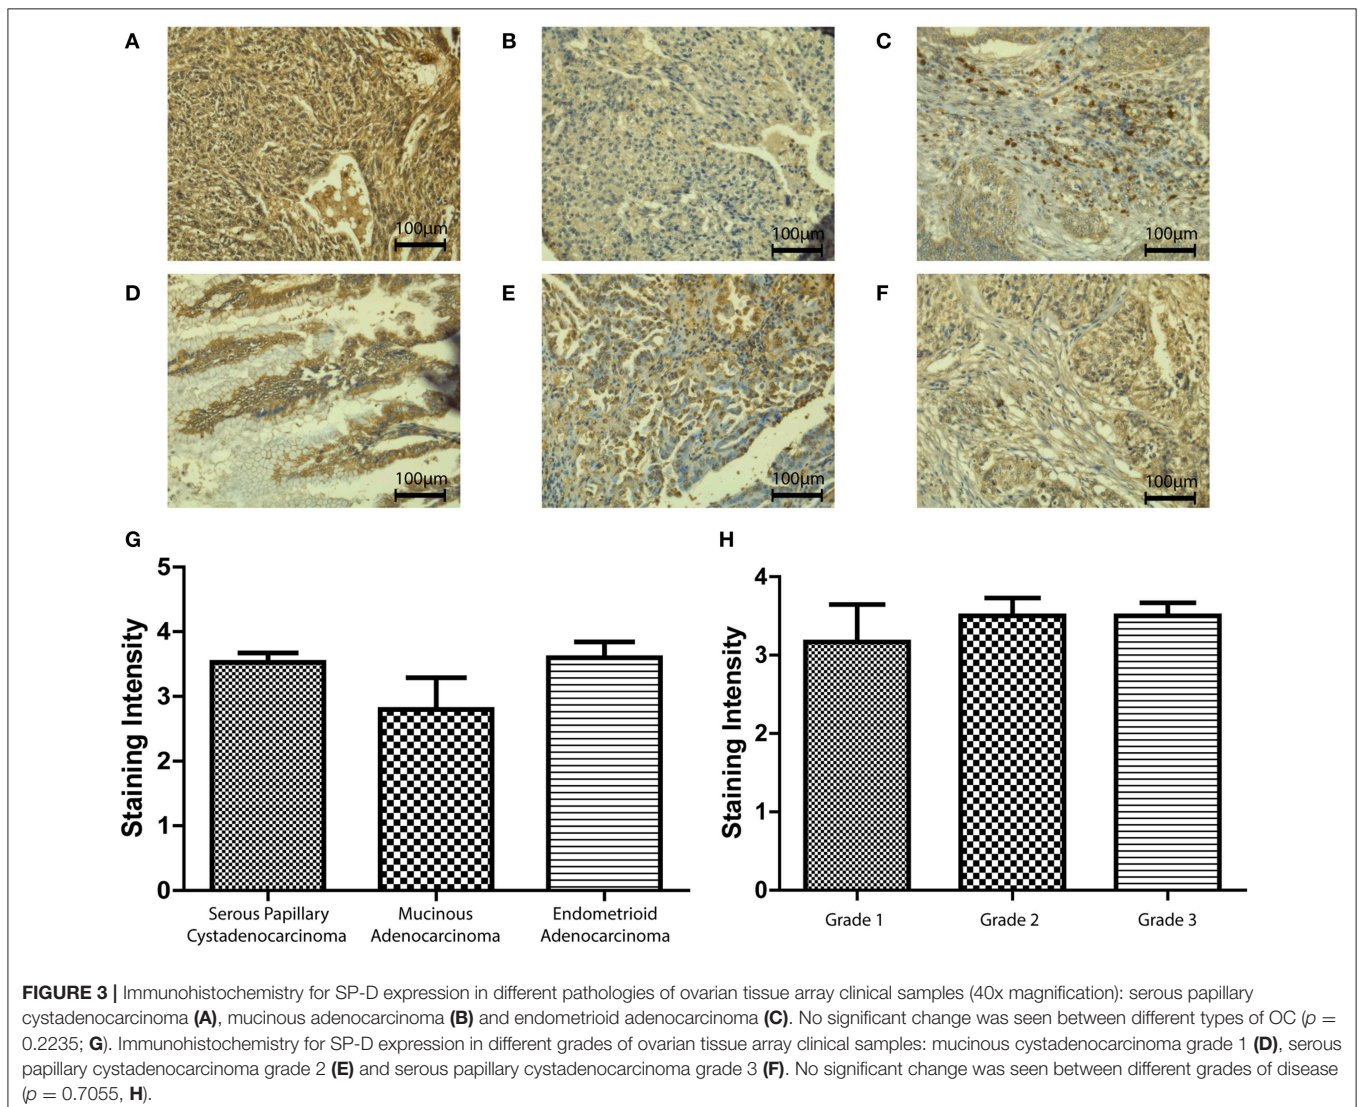 A
B
C
100µm
100µm
100µm
D
E
F
100µm
100µm
100µm
G
H
Staining Intensity
5
4
3
2
1
0
Serous Papillary
Cystadenocarcinoma
Mucinous
Adenocarcinoma
Endometrioid
Adenocarcinoma
Staining Intensity
4
3
2
1
0
Grade 1
Grade 2
Grade 3
FIGURE 3 | Immunohistochemistry for SP-D expression in different pathologies of ovarian tissue array clinical samples (40x magnification): serous papillary
cystadenocarcinoma (A), mucinous adenocarcinoma (B) and endometrioid adenocarcinoma (C). No significant change was seen between different types of OC (p =
0.2235; G). Immunohistochemistry for SP-D expression in different grades of ovarian tissue array clinical samples: mucinous cystadenocarcinoma grade 1 (D), serous
papillary cystadenocarcinoma grade 2 (E) and serous papillary cystadenocarcinoma grade 3 (F). No significant change was seen between different grades of disease
(p = 0.7055, H).